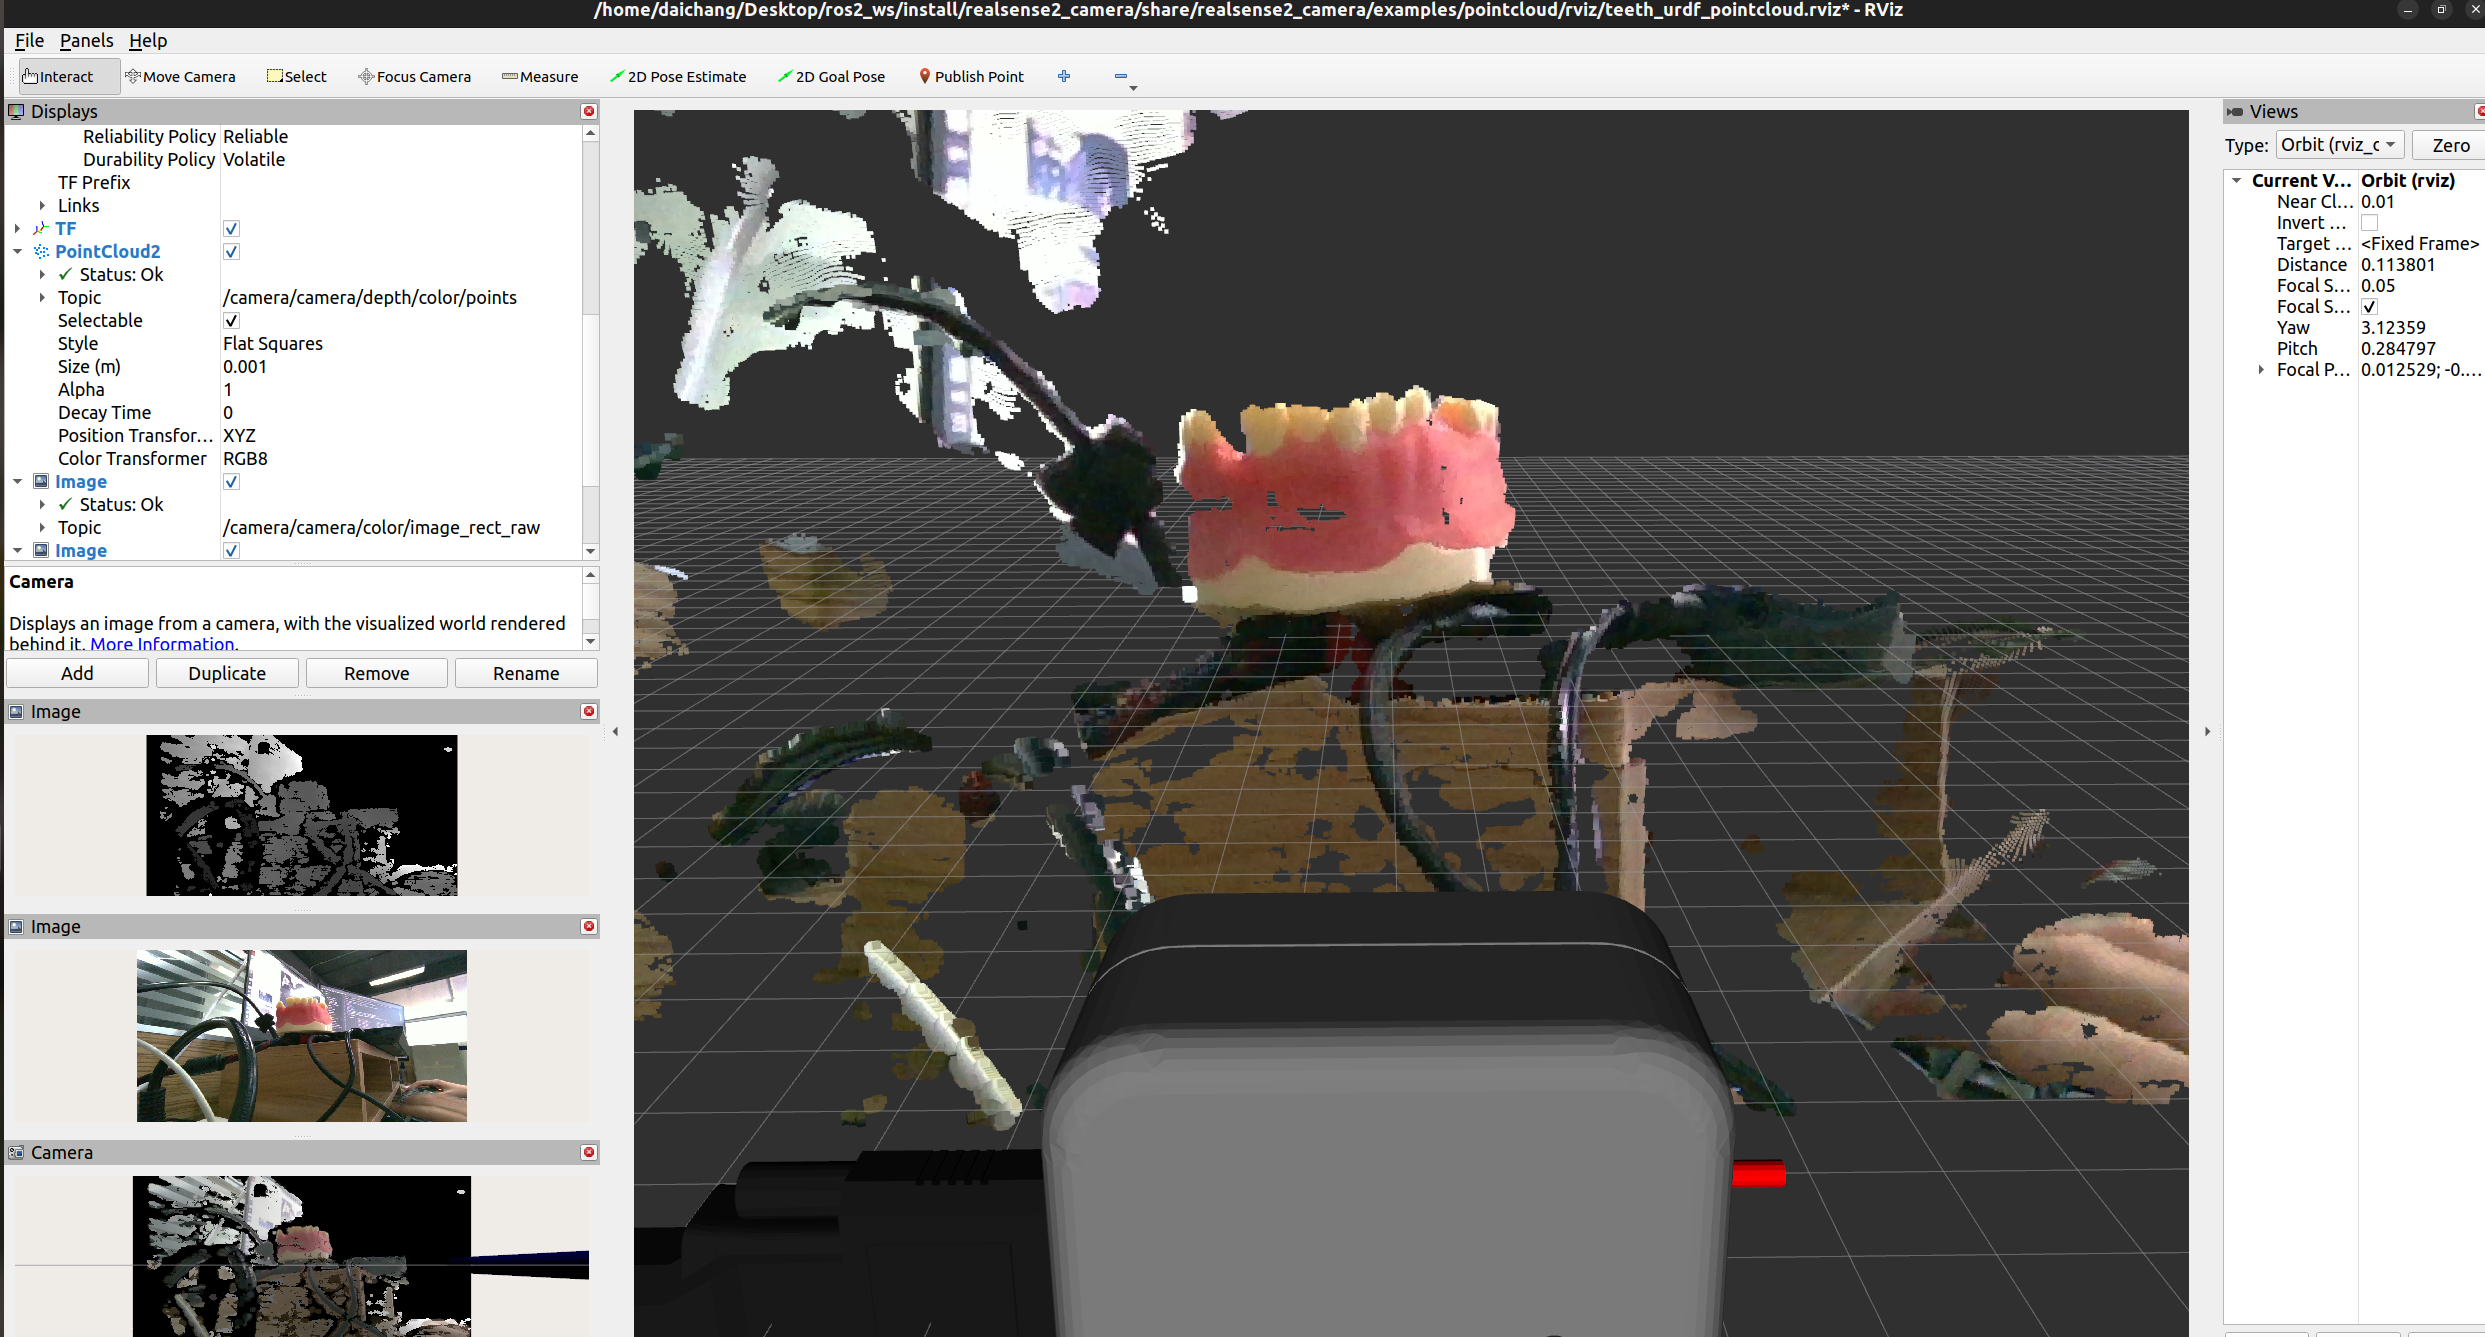 /home/daichang/Desktop/ros2_ws/install/realsense2_camera/share/realsense2_camera/examples/pointcloud/rviz/teeth_urdf_pointcloud.rviz* - RViz
File Panels Help
Interact Move Camera Select Focus Camera Measure 2D Pose Estimate 2D Goal Pose Publish Point
Displays
Reliability Policy Reliable
Durability Policy Volatile
TF Prefix
Links
TF
PointCloud2
Status: Ok
Topic /camera/camera/depth/color/points
Selectable
Style Flat Squares
Size (m) 0.001
Alpha 1
Decay Time 0
Position Transfor... XYZ
Color Transformer RGB8
Image
Status: Ok
Topic /camera/camera/color/image_rect_raw
Image
Camera
Displays an image from a camera, with the visualized world rendered
behind it. More Information.
Add Duplicate Remove Rename
Image
Image
Camera
Views
Type: Orbit (rviz_c Zero
Current V... Orbit (rviz)
Near Cl... 0.01
Invert ...
Target ... <Fixed Frame>
Distance 0.113801
Focal S... 0.05
Focal S...
Yaw 3.12359
Pitch 0.284797
Focal P... 0.012529; -0....